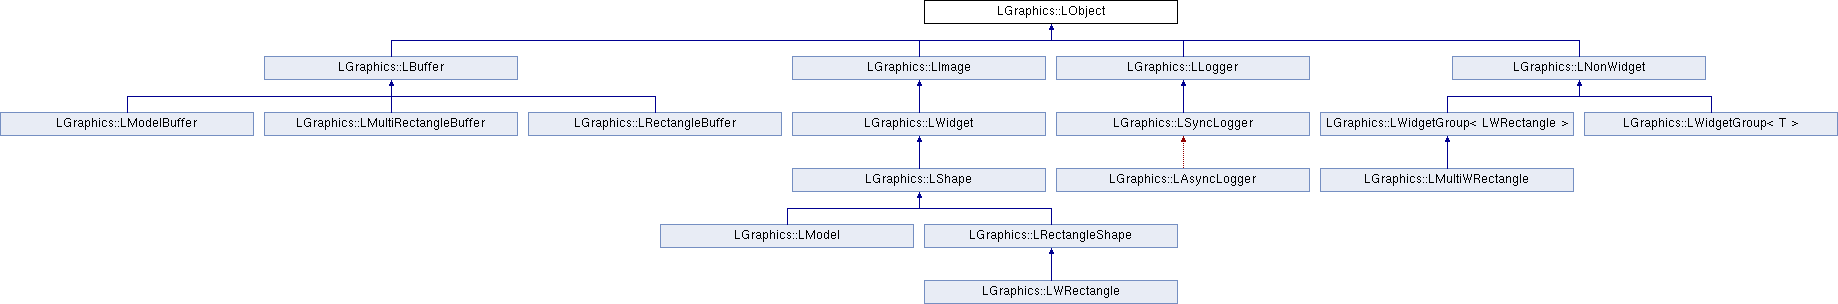 LGraphics::LObject
LGraphics::LBuffer
LGraphics::LImage
LGraphics::LLogger
LGraphics::LNonWidget
LGraphics::LModelBuffer
LGraphics::LMultiRectangleBuffer
LGraphics::LRectangleBuffer
LGraphics::LWidget
LGraphics::LSyncLogger
LGraphics::LWidgetGroup< LWRectangle >
LGraphics::LWidgetGroup< T >
LGraphics::LShape
LGraphics::LAsyncLogger
LGraphics::LMultiWRectangle
LGraphics::LModel
LGraphics::LRectangleShape
LGraphics::LWRectangle